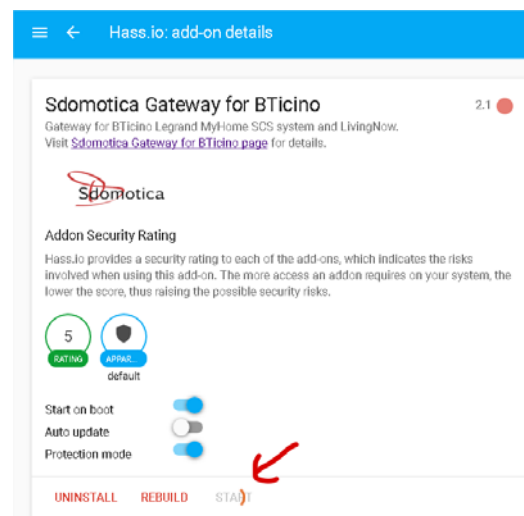 Hass.io: add-on details
Sdomotica Gateway for BTicino
2.1
Gateway for BTicino Legrand MyHome SCS system and LivingNow.
Visit Sdomotica Gateway for BTicino page for details.
Sdomotica
Addon Security Rating
Hass.io provides a security rating to each of the add-ons, which indicates the risks
involved when using this add-on. The more access an addon requires on your system, the
lower the score, thus raising the possible security risks.
5
RATING
APPAR...
default
Start on boot
Auto update
Protection mode
UNINSTALL REBUILD START